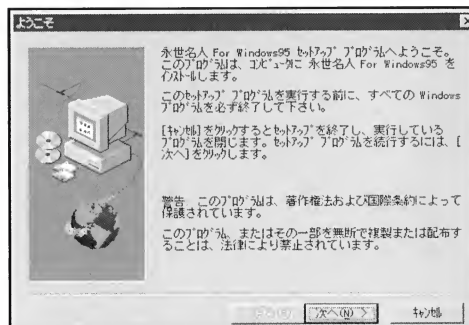 ようこそ
永世名人 For Windows95 セットアップ プログラムへようこそ。
このプログラムは、コンピュータに 永世名人 For Windows95 を
インストールします。
このセットアップ プログラムを実行する前に、すべての Windows
プログラムを必ず終了して下さい。
[キャンセル] をクリックするとセットアップを終了し、実行している
プログラムを閉じます。セットアップ プログラムを続行するには、[
次へ] をクリックします。
警告 このプログラムは、著作権法および国際条約によって
保護されています。
このプログラム、またはその一部を無断で複製または配布す
ることは、法律により禁止されています。
次へ(N) >
キャンセル